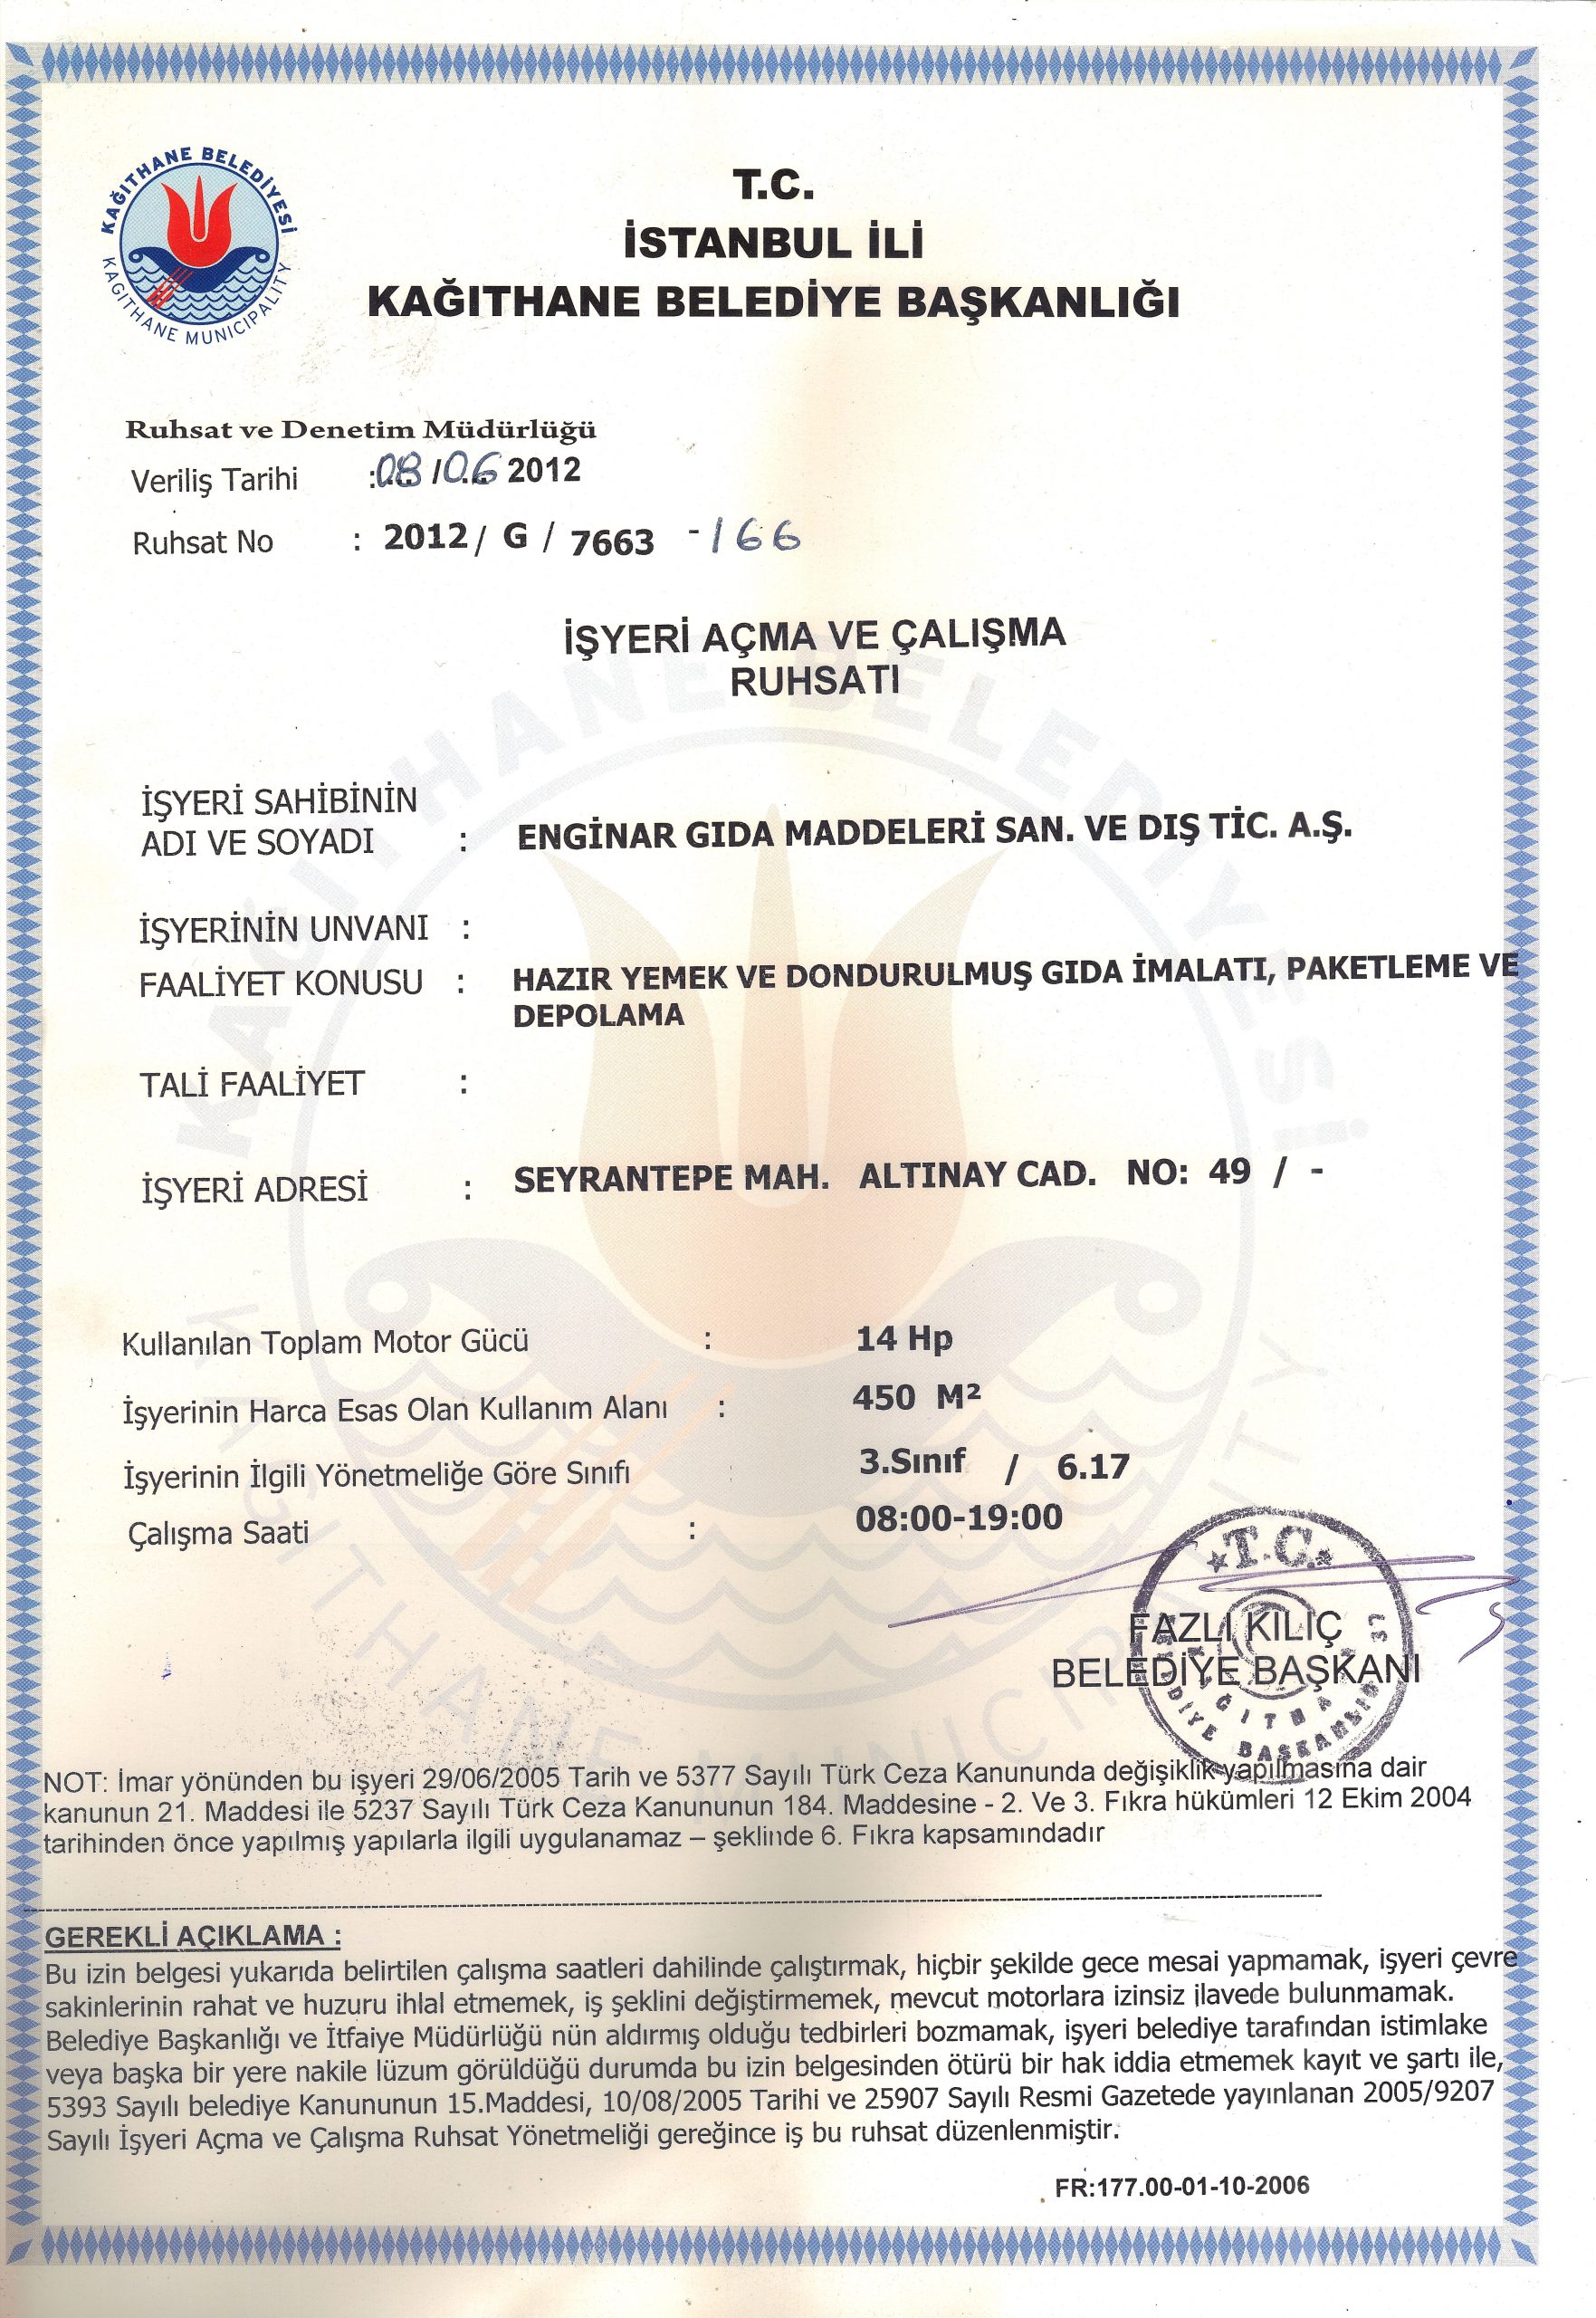 KAĞITHANE BELEDİYESİ
KAGITHANE MUNICIPALITY
T.C.
İSTANBUL İLİ
KAĞITHANE BELEDİYE BAŞKANLIĞI
Ruhsat ve Denetim Müdürlüğü
Veriliş Tarihi :08/06 2012
Ruhsat No : 2012/ G / 7663 -166
İŞYERİ AÇMA VE ÇALIŞMA
RUHSATI
İŞYERİ SAHİBİNİN
ADI VE SOYADI : ENGİNAR GIDA MADDELERİ SAN. VE DIŞ TİC. A.Ş.
İŞYERİNİN UNVANI :
FAALİYET KONUSU : HAZIR YEMEK VE DONDURULMUŞ GIDA İMALATI, PAKETLEME VE
DEPOLAMA
TALİ FAALİYET :
İŞYERİ ADRESİ : SEYRANTEPE MAH. ALTINAY CAD. NO: 49 / -
Kullanılan Toplam Motor Gücü : 14 Hp
İşyerinin Harca Esas Olan Kullanım Alanı : 450 M²
İşyerinin İlgili Yönetmeliğe Göre Sınıfı 3.Sınıf / 6.17
Çalışma Saati : 08:00-19:00
T.C.
FAZLI KILIÇ
BELEDİYE BAŞKANI
NOT: İmar yönünden bu işyeri 29/06/2005 Tarih ve 5377 Sayılı Türk Ceza Kanununda değişiklik yapılmasına dair
kanunun 21. Maddesi ile 5237 Sayılı Türk Ceza Kanununun 184. Maddesine - 2. Ve 3. Fıkra hükümleri 12 Ekim 2004
tarihinden önce yapılmış yapılarla ilgili uygulanamaz – şeklinde 6. Fıkra kapsamındadır
GEREKLİ AÇIKLAMA :
Bu izin belgesi yukarıda belirtilen çalışma saatleri dahilinde çalıştırmak, hiçbir şekilde gece mesai yapmamak, işyeri çevre
sakinlerinin rahat ve huzuru ihlal etmemek, iş şeklini değiştirmemek, mevcut motorlara izinsiz ilavede bulunmamak.
Belediye Başkanlığı ve İtfaiye Müdürlüğü nün aldırmış olduğu tedbirleri bozmamak, işyeri belediye tarafından istimlake
veya başka bir yere nakile lüzum görüldüğü durumda bu izin belgesinden ötürü bir hak iddia etmemek kayıt ve şartı ile,
5393 Sayılı belediye Kanununun 15.Maddesi, 10/08/2005 Tarihi ve 25907 Sayılı Resmi Gazetede yayınlanan 2005/9207
Sayılı İşyeri Açma ve Çalışma Ruhsat Yönetmeliği gereğince iş bu ruhsat düzenlenmiştir.
FR:177.00-01-10-2006